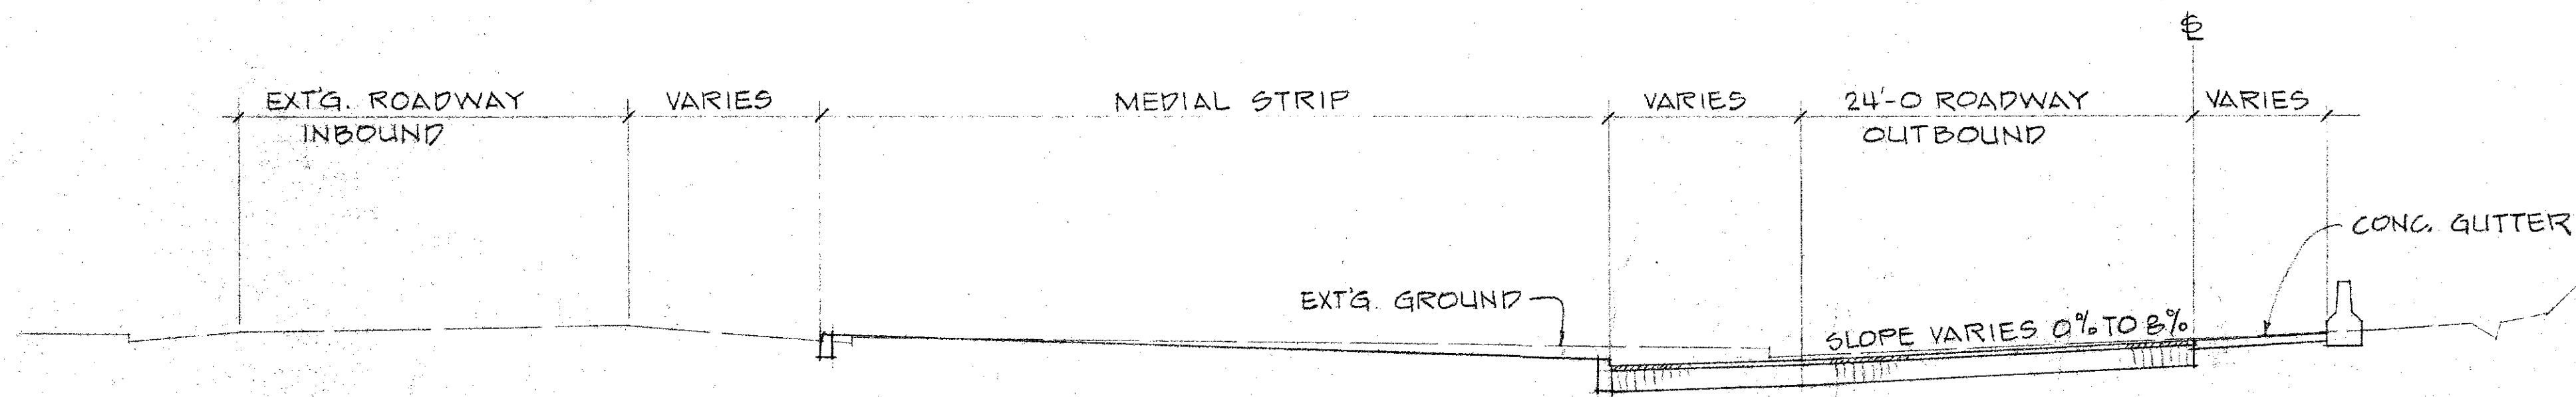 ℄
EXT'G. ROADWAY
INBOUND
VARIES
MEDIAL STRIP
VARIES
24'-0 ROADWAY
OUTBOUND
VARIES
CONC. GUTTER
EXT'G. GROUND
SLOPE VARIES 0% TO 8%